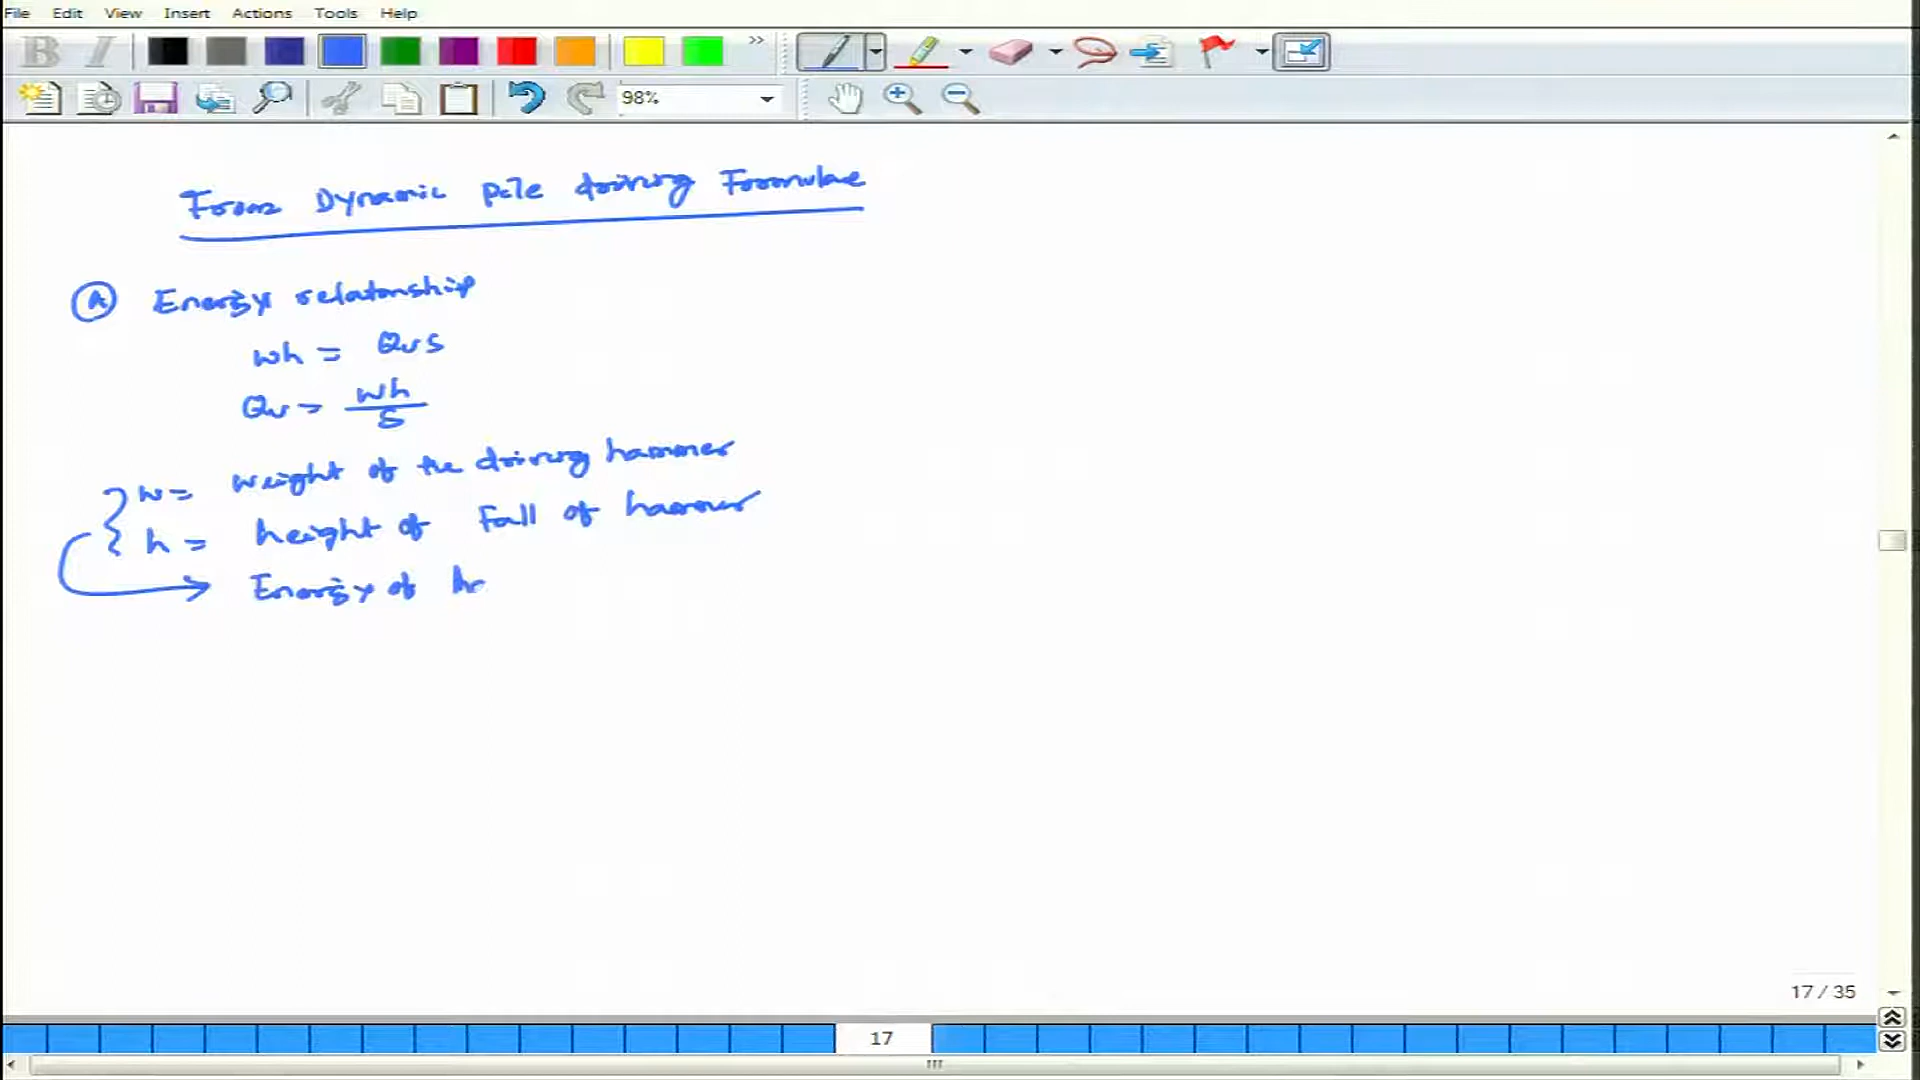 File Edit View Insert Actions Tools Help
B I
98%
From Dynamic pile driving Formulae
A Energy relationship
Wh = Qu s
Qu = Wh / S
W = Weight of the driving hammer
h = height of Fall of hammer
Energy of
17 / 35
17